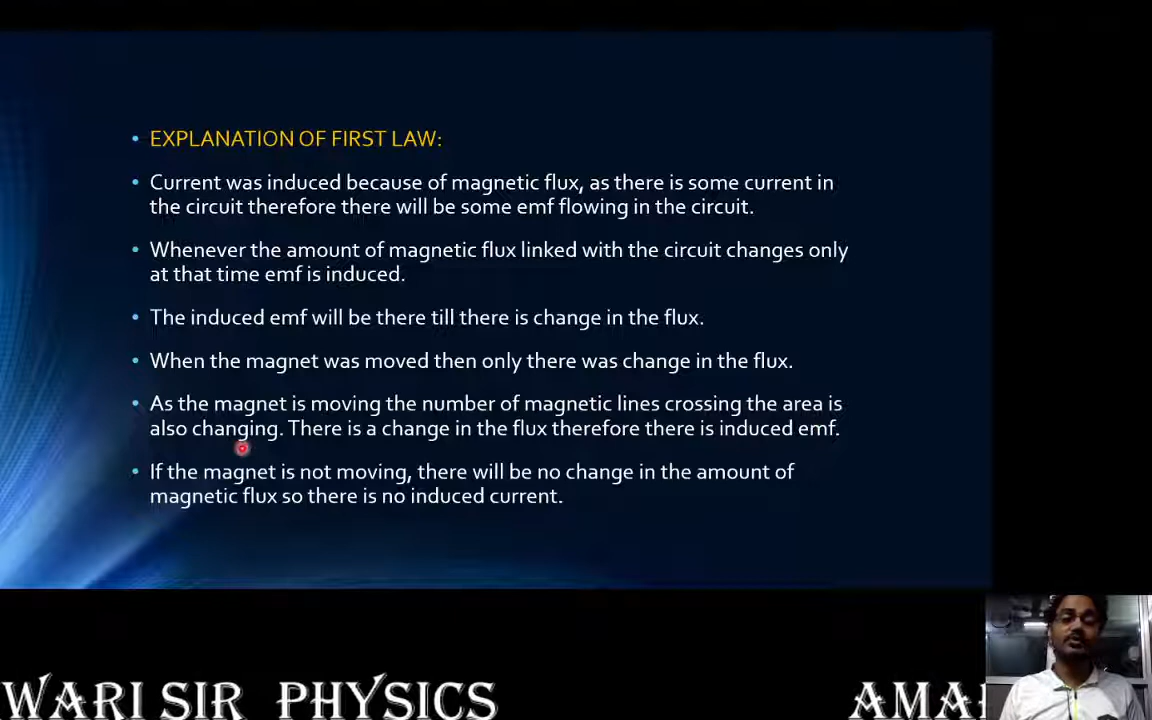 EXPLANATION OF FIRST LAW:
Current was induced because of magnetic flux, as there is some current in
the circuit therefore there will be some emf flowing in the circuit.
Whenever the amount of magnetic flux linked with the circuit changes only
at that time emf is induced.
The induced emf will be there till there is change in the flux.
When the magnet was moved then only there was change in the flux.
As the magnet is moving the number of magnetic lines crossing the area is
also changing. There is a change in the flux therefore there is induced emf.
If the magnet is not moving, there will be no change in the amount of
magnetic flux so there is no induced current.
WARI SIR PHYSICS